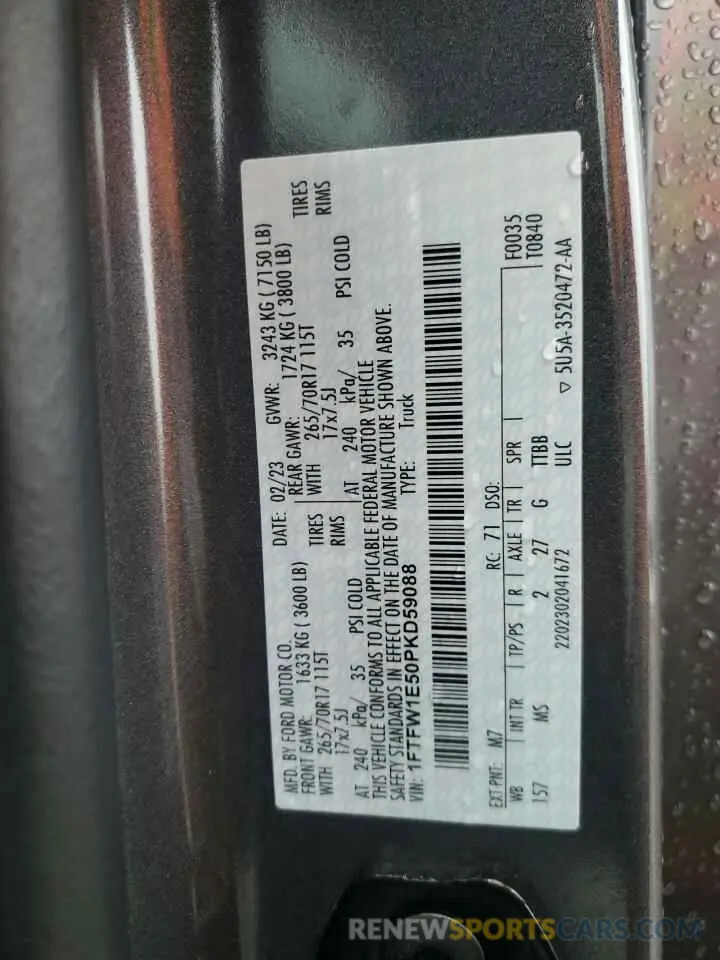 MFD. BY FORD MOTOR CO.
DATE: 02/23 GVWR: 3243 KG ( 7150 LB)
FRONT GAWR: 1633 KG ( 3600 LB)
REAR GAWR: 1724 KG ( 3800 LB)
WITH 265/70R17 115T TIRES
WITH 265/70R17 115T TIRES
17x7.5J RIMS
17x7.5J RIMS
AT 240 kPa/ 35 PSI COLD
AT 240 kPa/ 35 PSI COLD
THIS VEHICLE CONFORMS TO ALL APPLICABLE FEDERAL MOTOR VEHICLE
SAFETY STANDARDS IN EFFECT ON THE DATE OF MANUFACTURE SHOWN ABOVE.
VIN: 1FTFW1E50PKD59088 TYPE: Truck
EXT PNT: M7 RC: 71 DSO: F0035
WB INT TR TP/PS R AXLE TR SPR T0840
157 MS 2 27 G TTBB
2202302041672 ULC ▽ 5U5A-3520472-AA
RENEWSPORTSCARS.COM